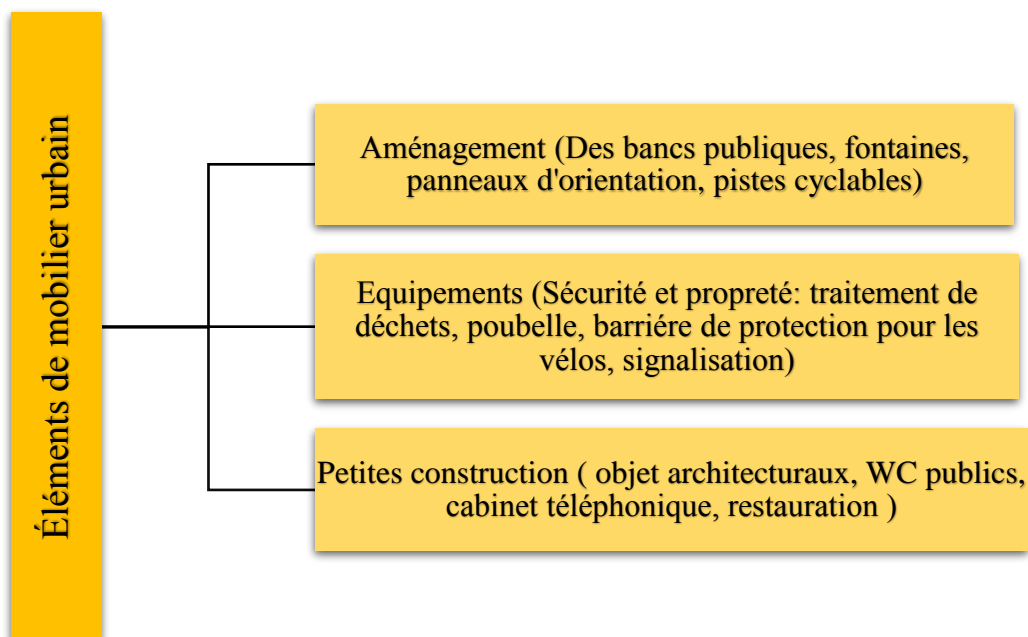 Éléments de mobilier urbain
Aménagement (Des bancs publiques, fontaines,
panneaux d'orientation, pistes cyclables)
Equipements (Sécurité et propreté: traitement de
déchets, poubelle, barriére de protection pour les
vélos, signalisation)
Petites construction ( objet architecturaux, WC publics,
cabinet téléphonique, restauration )